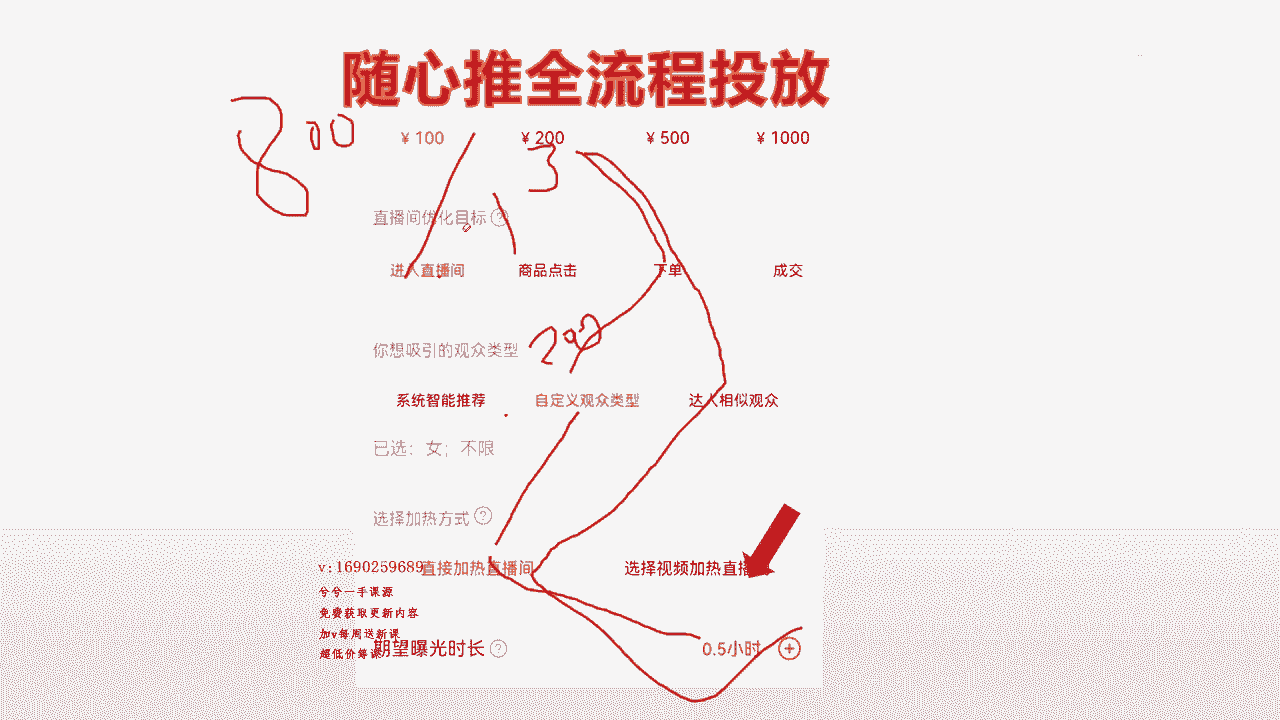 随心推全流程投放
800
¥ 100 ¥ 200 ¥ 500 ¥ 1000
3
直播间优化目标 ?
进入直播间 商品点击 下单 成交
200
你想吸引的观众类型
系统智能推荐 自定义观众类型 达人相似观众
已选：女；不限
选择加热方式 ?
v:1690259689 直接加热直播间 选择视频加热直播
兮兮一手课源
免费获取更新内容
加v每周送新课
超低价筹课
期望曝光时长 ? 0.5小时 +